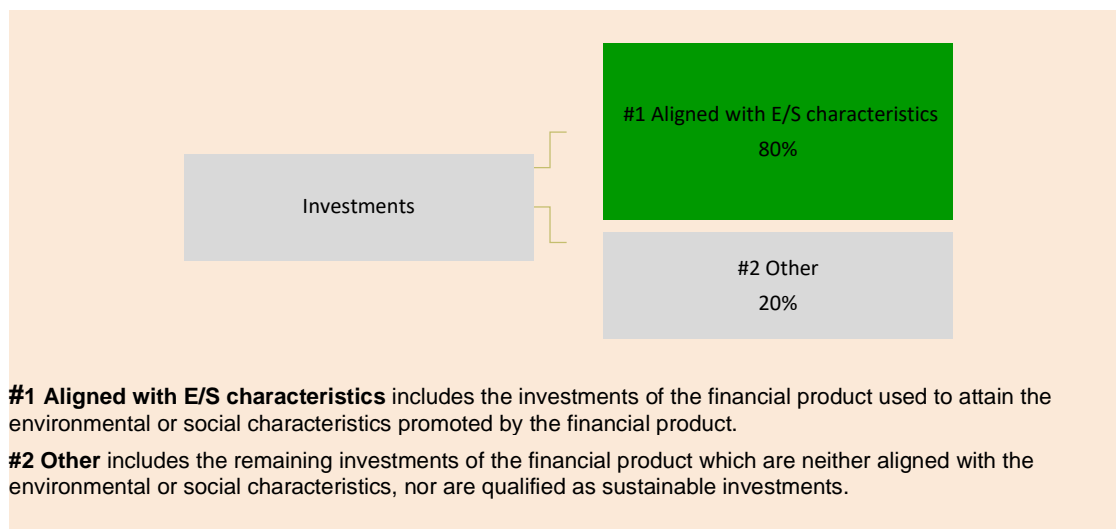 #1 Aligned with E/S characteristics
80%
Investments
#2 Other
20%
#1 Aligned with E/S characteristics includes the investments of the financial product used to attain the
environmental or social characteristics promoted by the financial product.
#2 Other includes the remaining investments of the financial product which are neither aligned with the
environmental or social characteristics, nor are qualified as sustainable investments.